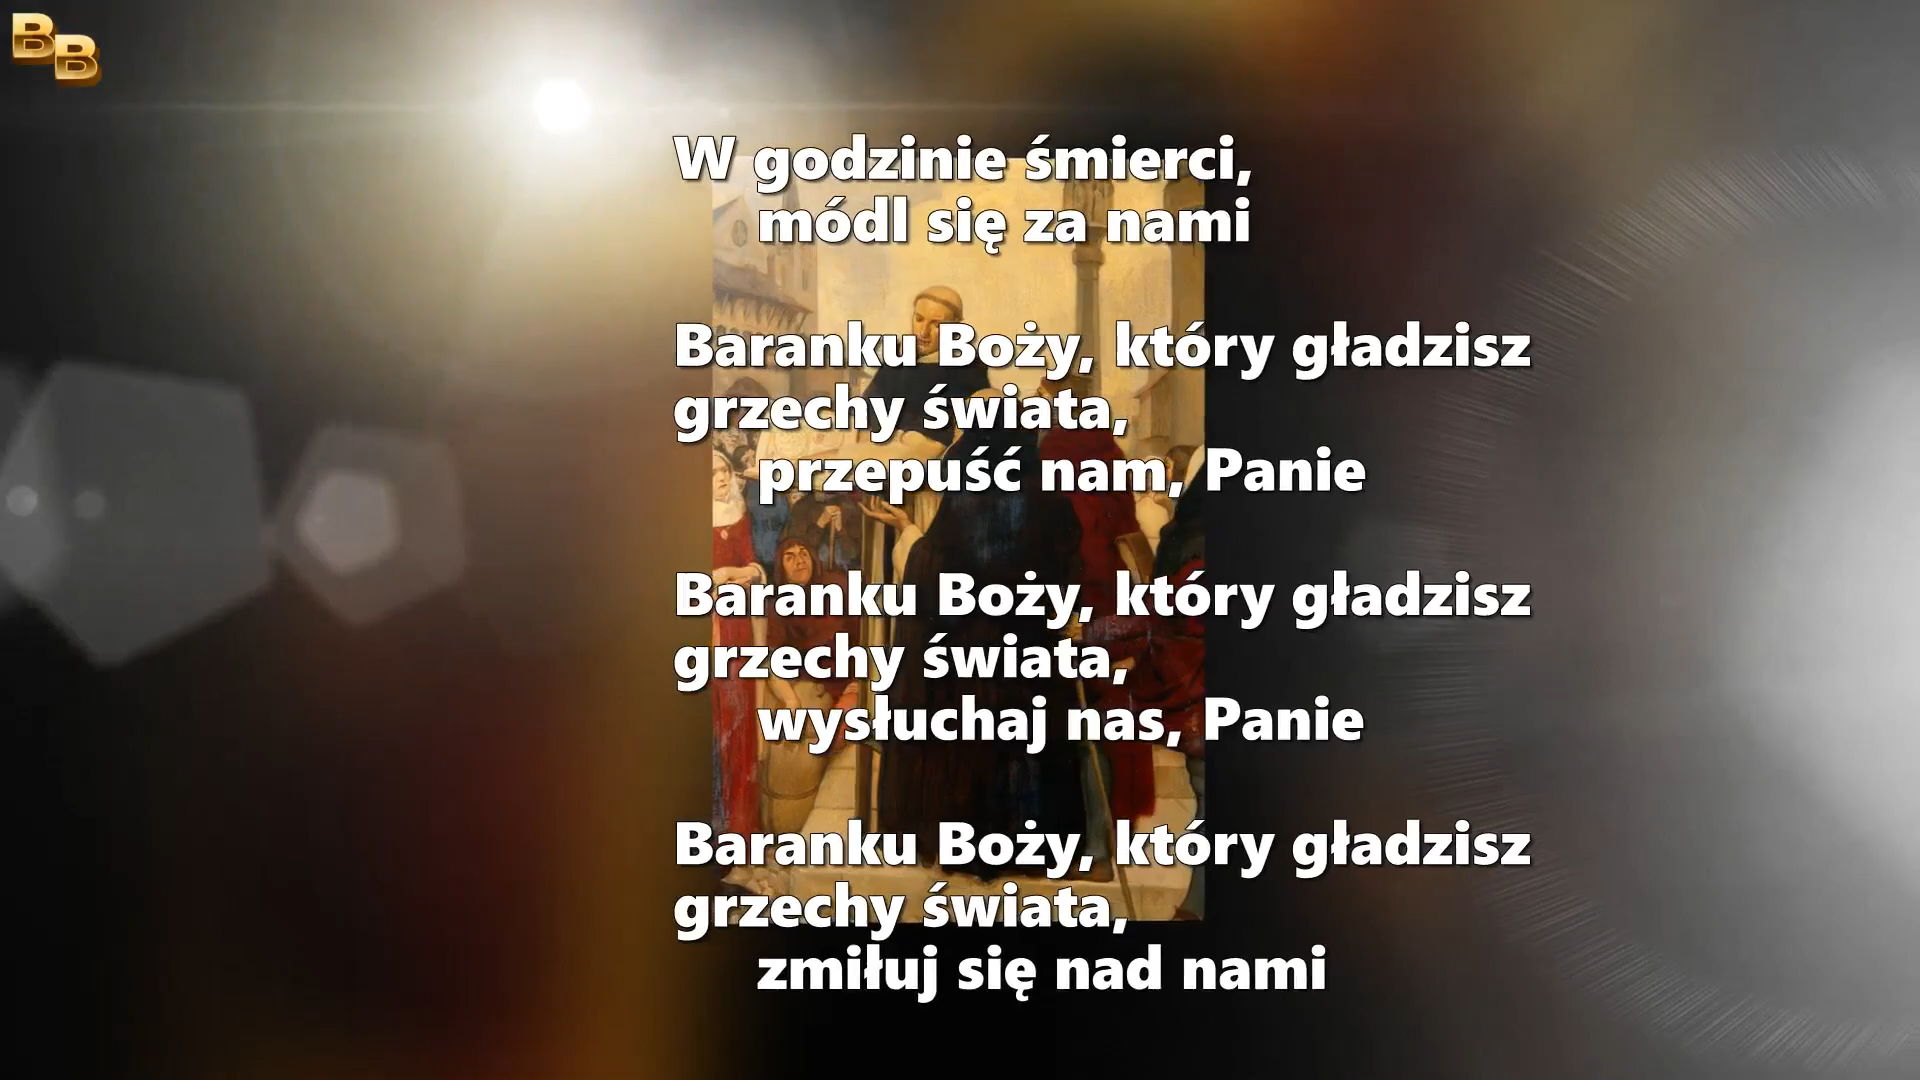 BB
W godzinie śmierci,
módl się za nami
Baranku Boży, który gładzisz
grzechy świata,
przepuść nam, Panie
Baranku Boży, który gładzisz
grzechy świata,
wysłuchaj nas, Panie
Baranku Boży, który gładzisz
grzechy świata,
zmiłuj się nad nami